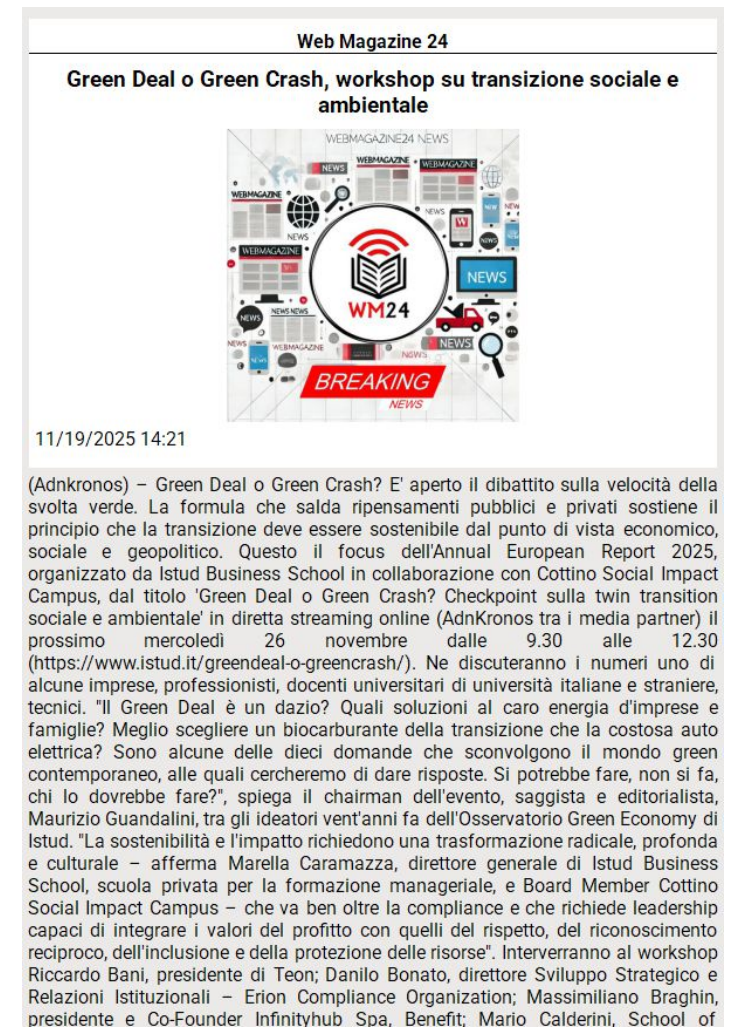 Web Magazine 24
Green Deal o Green Crash, workshop su transizione sociale e
ambientale
WEBMAGAZINE24 NEWS
NEWS
WEBMAGAZINE
WEBMAGAZINE
WEBMAGAZINE
WEBMAGAZINE
NEWS
NEWS
NEWS
NEWS
W
NEWS
NEWS
WEBMAGAZINE
NEWS
NEWS
WM24
NEWS
NEWS NEWS
NEWS
NEWS
WEBMAGAZINE
NEWS
NEWS
BREAKING
NEWS
11/19/2025 14:21
(Adnkronos) – Green Deal o Green Crash? E' aperto il dibattito sulla velocità della
svolta verde. La formula che salda ripensamenti pubblici e privati sostiene il
principio che la transizione deve essere sostenibile dal punto di vista economico,
sociale e geopolitico. Questo il focus dell'Annual European Report 2025,
organizzato da Istud Business School in collaborazione con Cottino Social Impact
Campus, dal titolo 'Green Deal o Green Crash? Checkpoint sulla twin transition
sociale e ambientale' in diretta streaming online (AdnKronos tra i media partner) il
prossimo mercoledì 26 novembre dalle 9.30 alle 12.30
(https://www.istud.it/greendeal-o-greencrash/). Ne discuteranno i numeri uno di
alcune imprese, professionisti, docenti universitari di università italiane e straniere,
tecnici. "Il Green Deal è un dazio? Quali soluzioni al caro energia d'imprese e
famiglie? Meglio scegliere un biocarburante della transizione che la costosa auto
elettrica? Sono alcune delle dieci domande che sconvolgono il mondo green
contemporaneo, alle quali cercheremo di dare risposte. Si potrebbe fare, non si fa,
chi lo dovrebbe fare?", spiega il chairman dell'evento, saggista e editorialista,
Maurizio Guandalini, tra gli ideatori vent'anni fa dell'Osservatorio Green Economy di
Istud. "La sostenibilità e l'impatto richiedono una trasformazione radicale, profonda
e culturale – afferma Marella Caramazza, direttore generale di Istud Business
School, scuola privata per la formazione manageriale, e Board Member Cottino
Social Impact Campus – che va ben oltre la compliance e che richiede leadership
capaci di integrare i valori del profitto con quelli del rispetto, del riconoscimento
reciproco, dell'inclusione e della protezione delle risorse". Interverranno al workshop
Riccardo Bani, presidente di Teon; Danilo Bonato, direttore Sviluppo Strategico e
Relazioni Istituzionali – Erion Compliance Organization; Massimiliano Braghin,
presidente e Co-Founder Infinityhub Spa, Benefit; Mario Calderini, School of